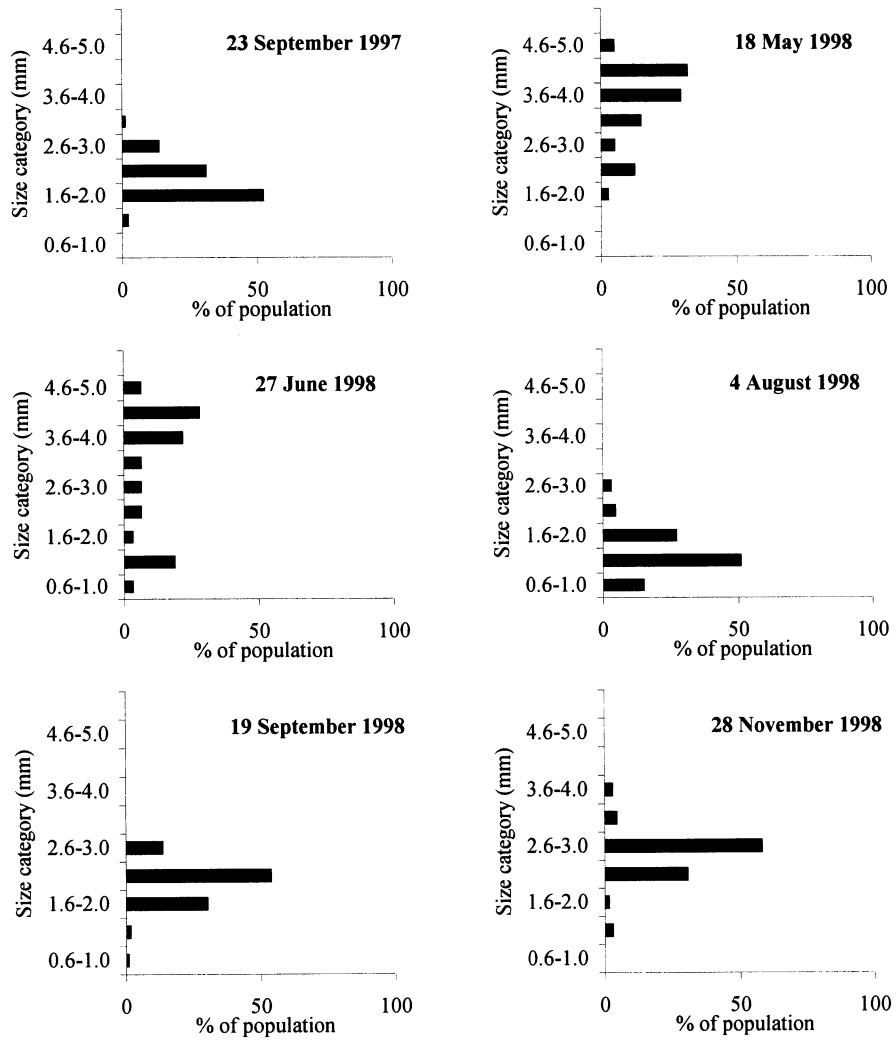 23 September 1997
Size category (mm)
4.6-5.0
3.6-4.0
2.6-3.0
1.6-2.0
0.6-1.0
0 50 100
% of population
18 May 1998
Size category (mm)
4.6-5.0
3.6-4.0
2.6-3.0
1.6-2.0
0.6-1.0
0 50 100
% of population
27 June 1998
Size category (mm)
4.6-5.0
3.6-4.0
2.6-3.0
1.6-2.0
0.6-1.0
0 50 100
% of population
4 August 1998
Size category (mm)
4.6-5.0
3.6-4.0
2.6-3.0
1.6-2.0
0.6-1.0
0 50 100
% of population
19 September 1998
Size category (mm)
4.6-5.0
3.6-4.0
2.6-3.0
1.6-2.0
0.6-1.0
0 50 100
% of population
28 November 1998
Size category (mm)
4.6-5.0
3.6-4.0
2.6-3.0
1.6-2.0
0.6-1.0
0 50 100
% of population